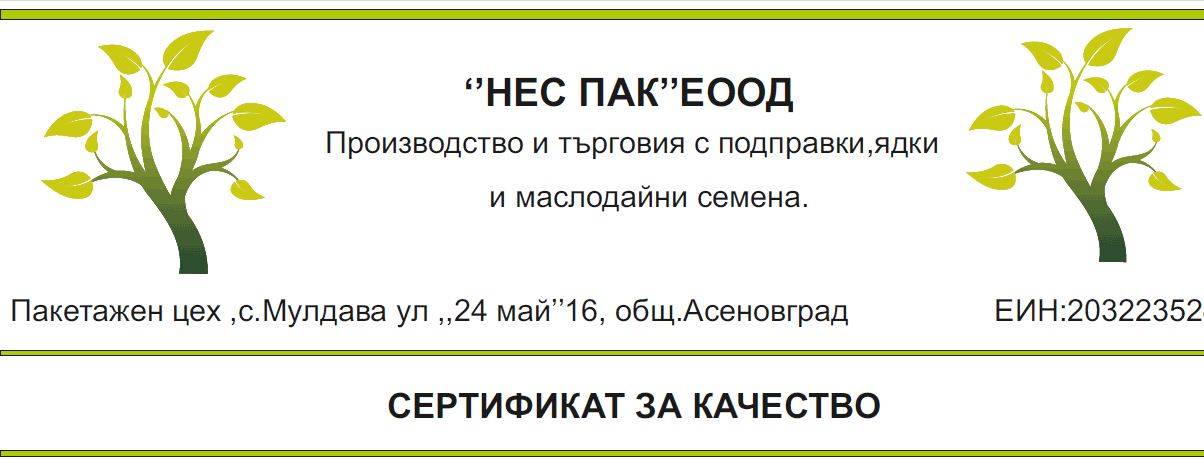 ‘’НЕС ПАК’’ЕООД
Производство и търговия с подправки,ядки
и маслодайни семена.
Пакетажен цех ,с.Мулдава ул ,,24 май’’16, общ.Асеновград ЕИН:20322352
СЕРТИФИКАТ ЗА КАЧЕСТВО